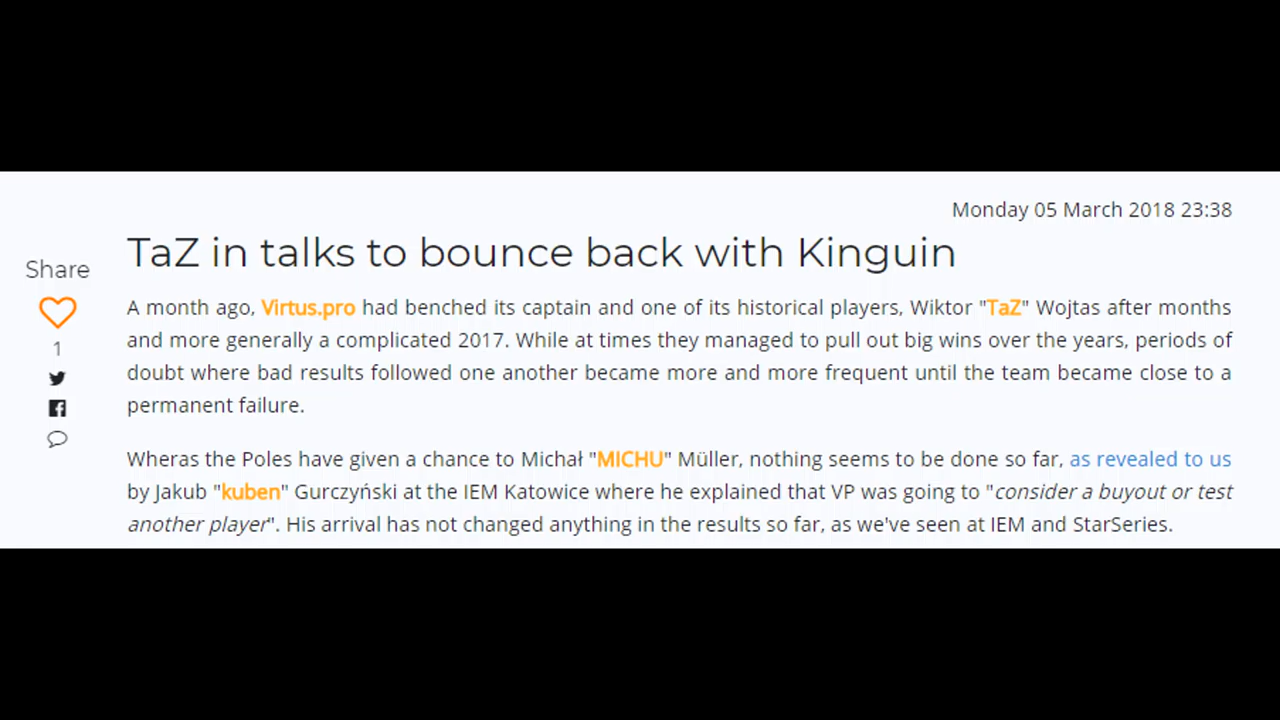 Monday 05 March 2018 23:38
TaZ in talks to bounce back with Kinguin
Share
1
A month ago, Virtus.pro had benched its captain and one of its historical players, Wiktor "TaZ" Wojtas after months
and more generally a complicated 2017. While at times they managed to pull out big wins over the years, periods of
doubt where bad results followed one another became more and more frequent until the team became close to a
permanent failure.
Wheras the Poles have given a chance to Michał "MICHU" Müller, nothing seems to be done so far, as revealed to us
by Jakub "kuben" Gurczyński at the IEM Katowice where he explained that VP was going to "consider a buyout or test
another player". His arrival has not changed anything in the results so far, as we've seen at IEM and StarSeries.